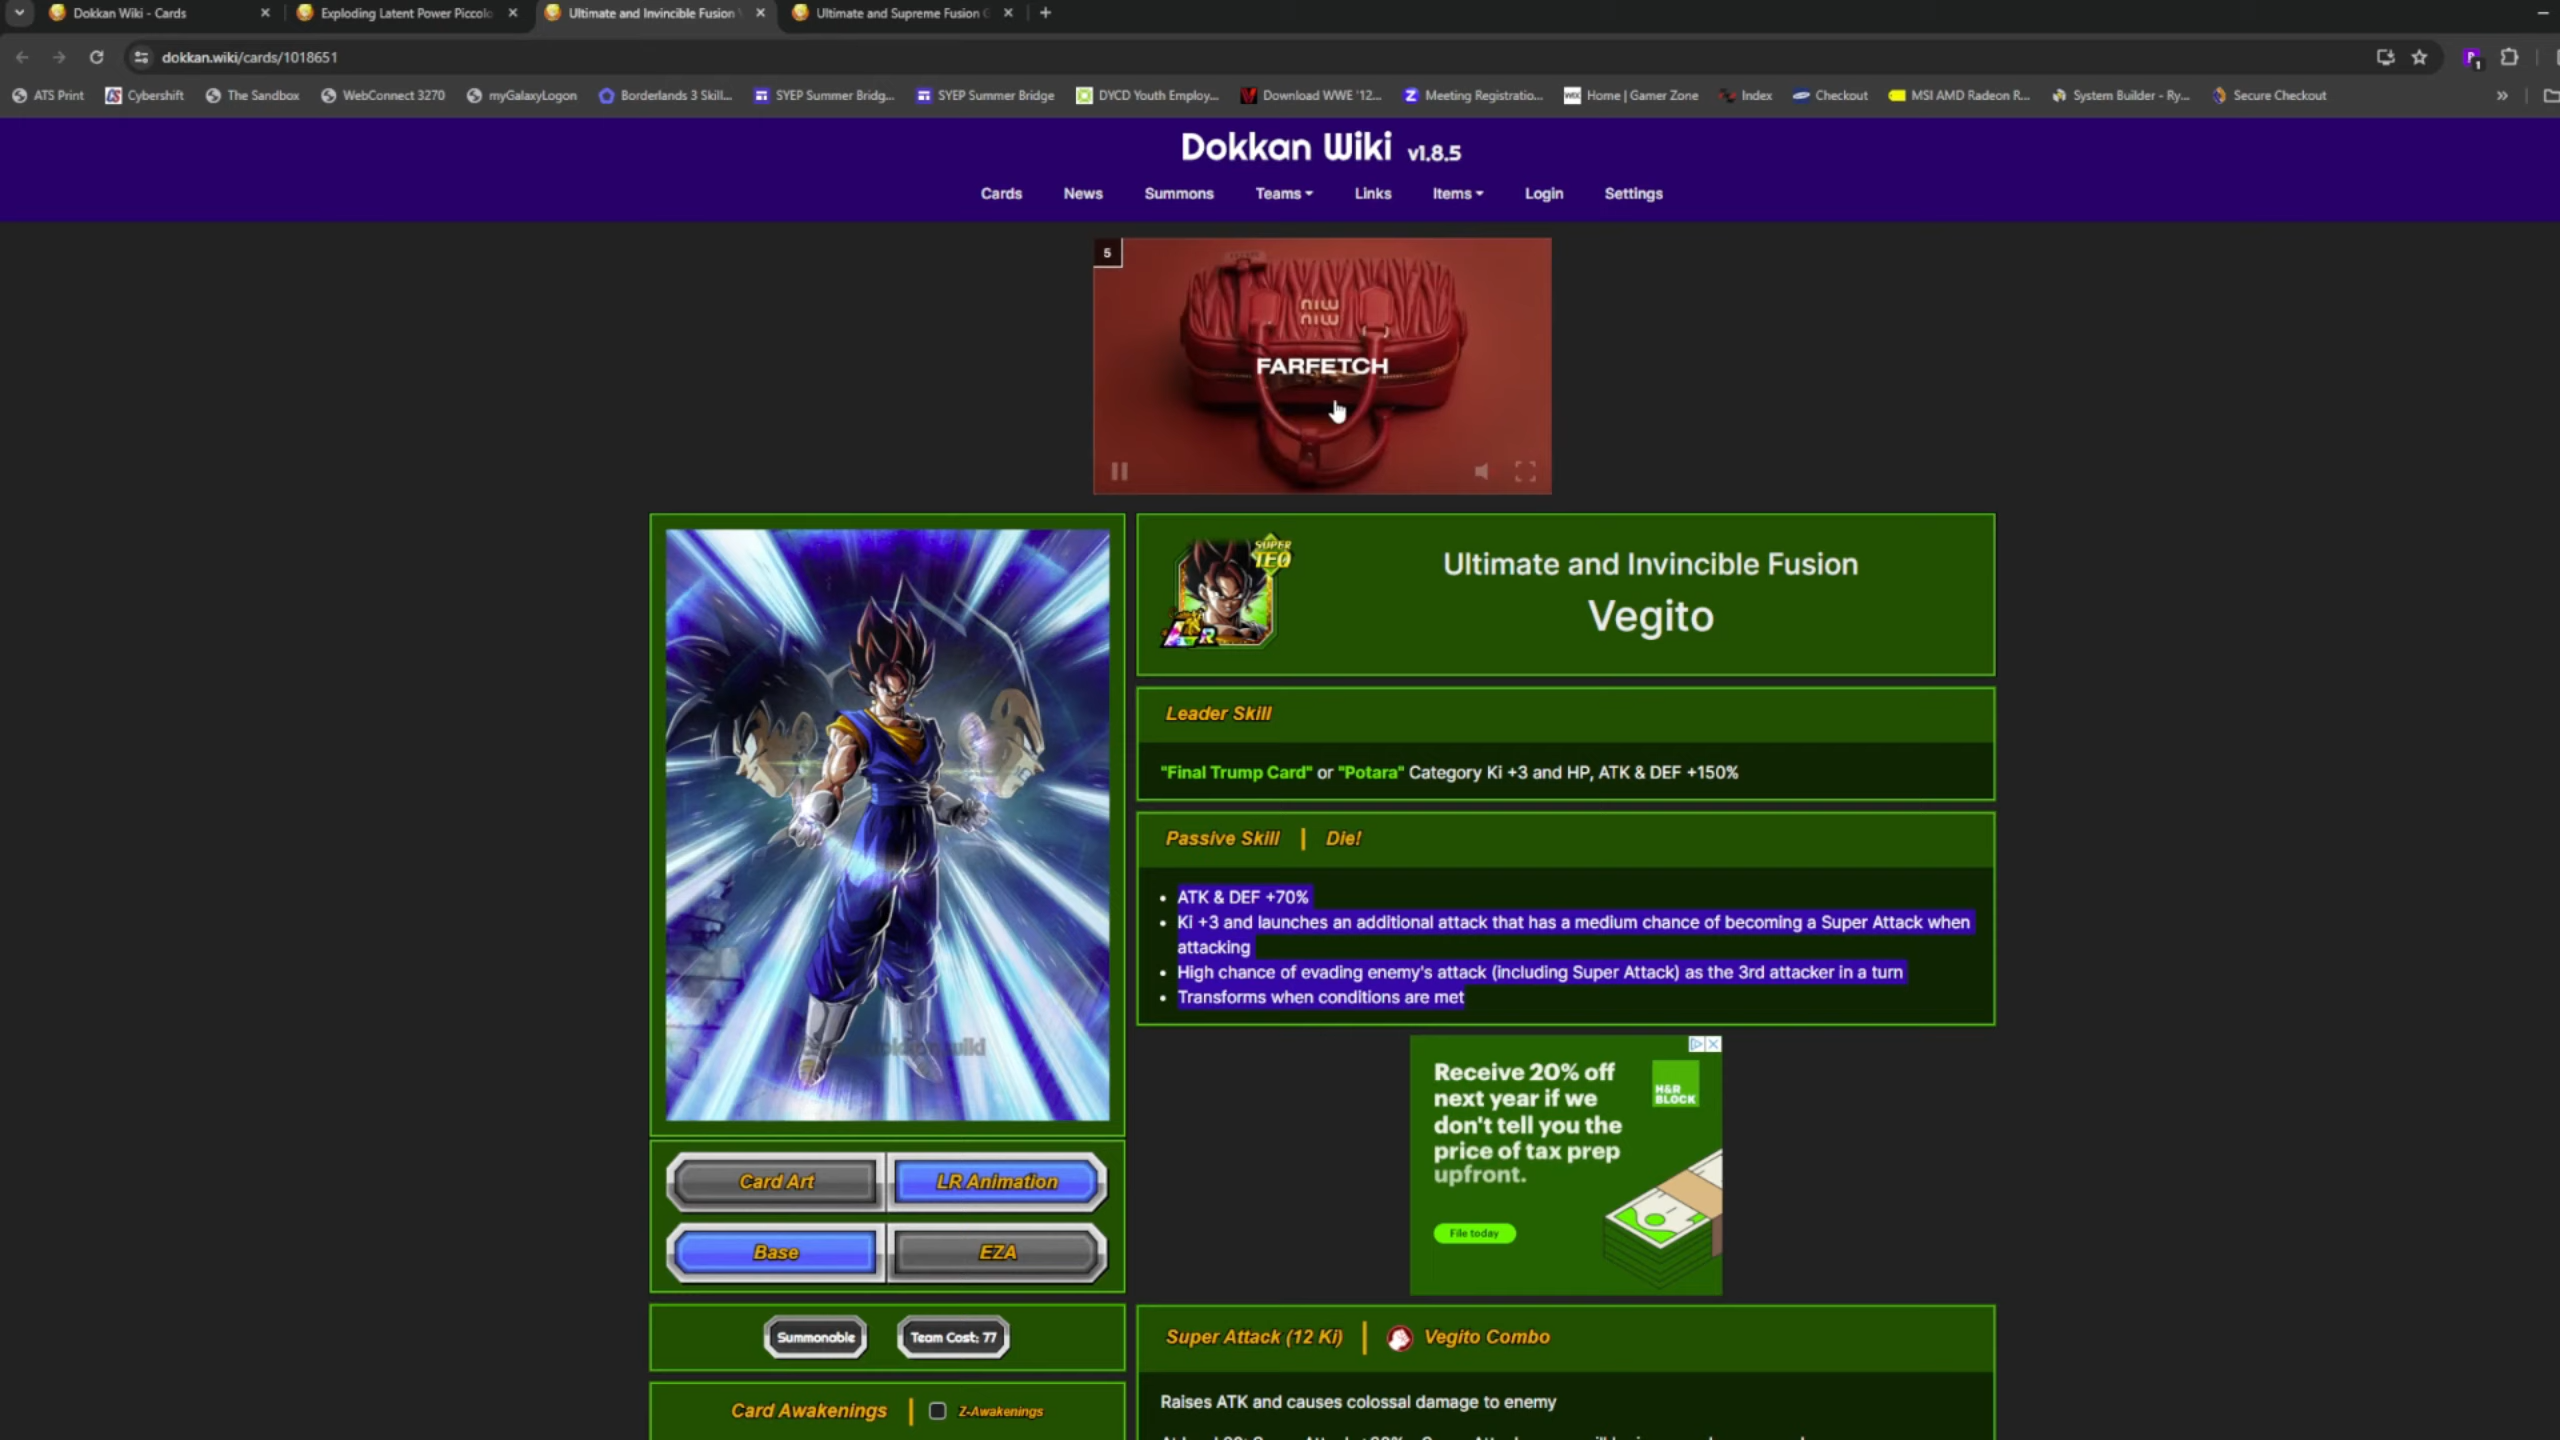 Dokkan Wiki - Cards
Exploding Latent Power Piccolo
Ultimate and Invincible Fusion
Ultimate and Supreme Fusion
dokkan.wiki/cards/1018651
ATS Print
Cybershift
The Sandbox
WebConnect 3270
myGalaxyLogon
Borderlands 3 Skill...
SYEP Summer Bridg...
SYEP Summer Bridge
DYCD Youth Employ...
Download WWE '12...
Meeting Registratio...
Home | Gamer Zone
Index
Checkout
MSI AMD Radeon R...
System Builder - Ry...
Secure Checkout
Dokkan Wiki v1.8.5
Cards News Summons Teams Links Items Login Settings
5
FARFETCH
SUPER
TEQ
Ultimate and Invincible Fusion
Vegito
Leader Skill
"Final Trump Card" or "Potara" Category Ki +3 and HP, ATK & DEF +150%
Passive Skill | Die!
• ATK & DEF +70%
• Ki +3 and launches an additional attack that has a medium chance of becoming a Super Attack when
attacking
• High chance of evading enemy's attack (including Super Attack) as the 3rd attacker in a turn
• Transforms when conditions are met
Receive 20% off
next year if we
don't tell you the
price of tax prep
upfront.
H&R
BLOCK
File today
Card Art
LR Animation
Base
EZA
Summonable
Team Cost: 77
Card Awakenings | Z-Awakenings
Super Attack (12 Ki) | Vegito Combo
Raises ATK and causes colossal damage to enemy